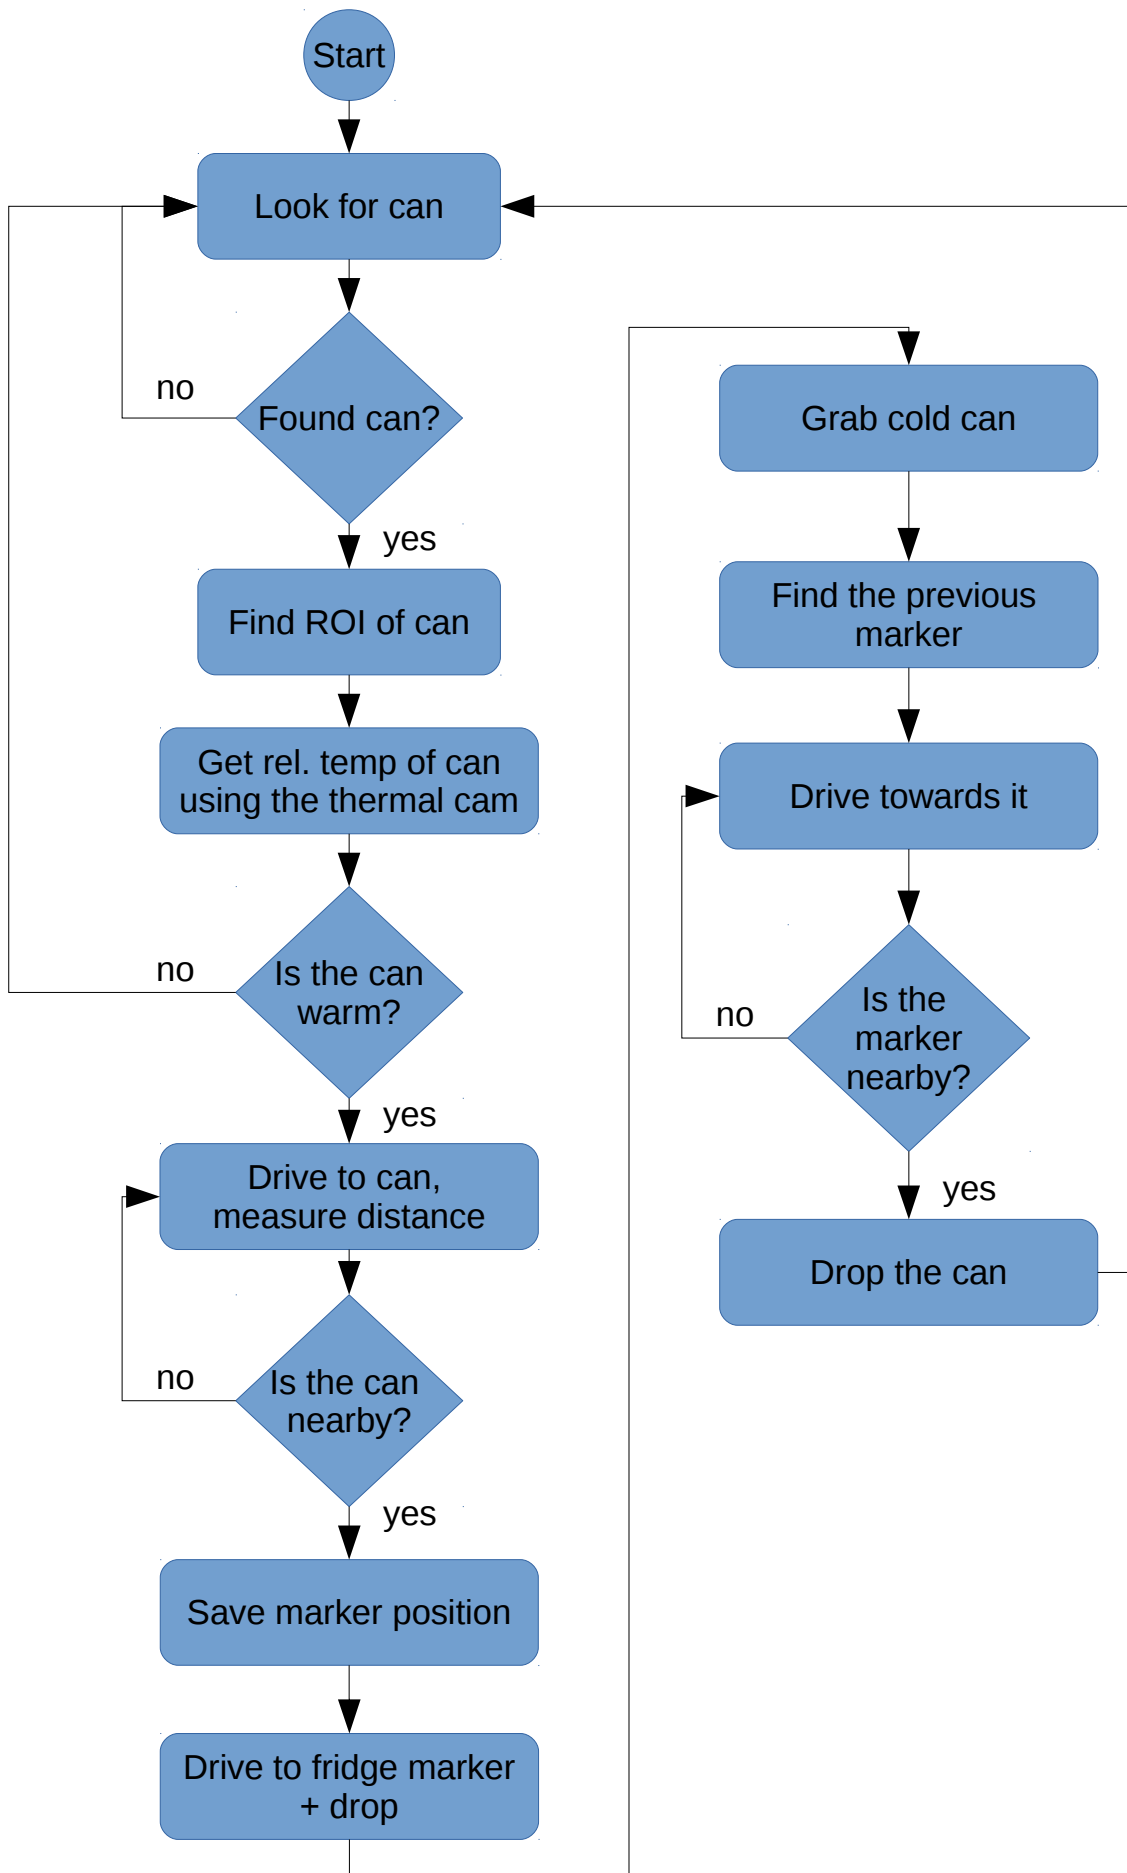 Start
Look for can
no
Found can?
yes
Find ROI of can
Get rel. temp of can
using the thermal cam
no
Is the can
warm?
yes
Drive to can,
measure distance
no
Is the can
nearby?
yes
Save marker position
Drive to fridge marker
+ drop
Grab cold can
Find the previous
marker
Drive towards it
no
Is the
marker
nearby?
yes
Drop the can